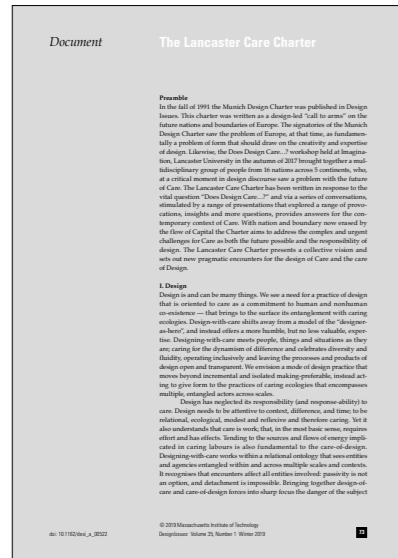 Document
The Lancaster Care Charter
Preamble
In the fall of 1991 the Munich Design Charter was published in Design
Issues. This charter was written as a design-led "call to arms" on the
future nations and boundaries of Europe. The signatories of the Munich
Design Charter saw the problem of Europe, at that time, as fundamen-
tally a problem of form that should draw on the creativity and expertise
of design. Likewise, the Does Design Care...? workshop held at Imagina-
tion, Lancaster University in the autumn of 2017 brought together a mul-
tidisciplinary group of people from 16 nations across 5 continents, who,
at a critical moment in design discourse saw a problem with the future
of Care. The Lancaster Care Charter has been written in response to the
vital question "Does Design Care...?" and via a series of conversations,
stimulated by a range of presentations that explored a range of provo-
cations, insights and more questions, provides answers for the con-
temporary context of Care. With nation and boundary now erased by
the flow of Capital the Charter aims to address the complex and urgent
challenges for Care as both the future possible and the responsibility of
design. The Lancaster Care Charter presents a collective vision and
sets out new pragmatic encounters for the design of Care and the care
of Design.
I. Design
Design is and can be many things. We see a need for a practice of design
that is oriented to care as a commitment to human and nonhuman
co-existence — that brings to the surface its entanglement with caring
ecologies. Design-with-care shifts away from a model of the "designer-
as-hero", and instead offers a more humble, but no less valuable, exper-
tise. Designing-with-care meets people, things and situations as they
are; caring for the dynamism of difference and celebrates diversity and
fluidity, operating inclusively and leaving the processes and products of
design open and transparent. We envision a mode of design practice that
moves beyond incremental and isolated making-preferable, instead act-
ing to give form to the practices of caring ecologies that encompasses
multiple, entangled actors across scales.
Design has neglected its responsibility (and response-ability) to
care. Design needs to be attentive to context, difference, and time; to be
relational, ecological, modest and reflexive and therefore caring. Yet it
also understands that care is work; that, in the most basic sense, requires
effort and has effects. Tending to the sources and flows of energy impli-
cated in caring labours is also fundamental to the care-of-design.
Designing-with-care works within a relational ontology that sees entities
and agencies entangled within and across multiple scales and contexts.
It recognises that encounters affect all entities involved: passivity is not
an option, and detachment is impossible. Bringing together design-of-
care and care-of-design forces into sharp focus the danger of the subject
© 2019 Massachusetts Institute of Technology
doi: 10.1162/desi_a_00522
DesignIssues: Volume 35, Number 1 Winter 2019
73